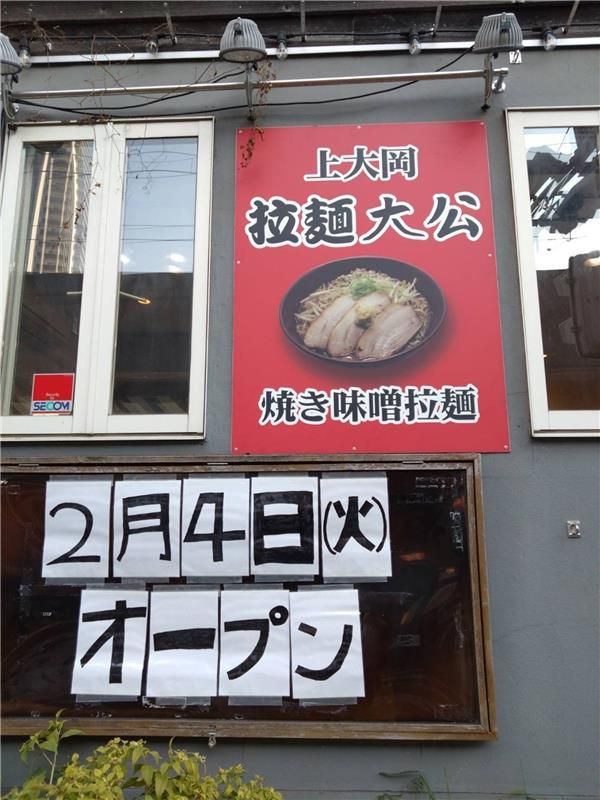 上大岡
拉麺大公
焼き味噌拉麺
SECOM
2月4日(火)
オープン